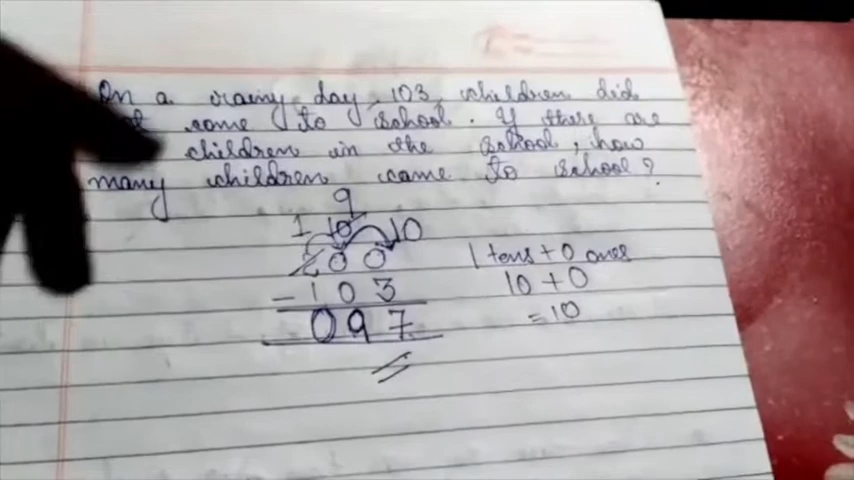 On a rainy day, 103 children did
come to school. If there are
children in the school, how
many children came to school?
9
1 10 10
2 0 0
- 1 0 3
0 9 7
1 tens + 0 ones
10 + 0
= 10